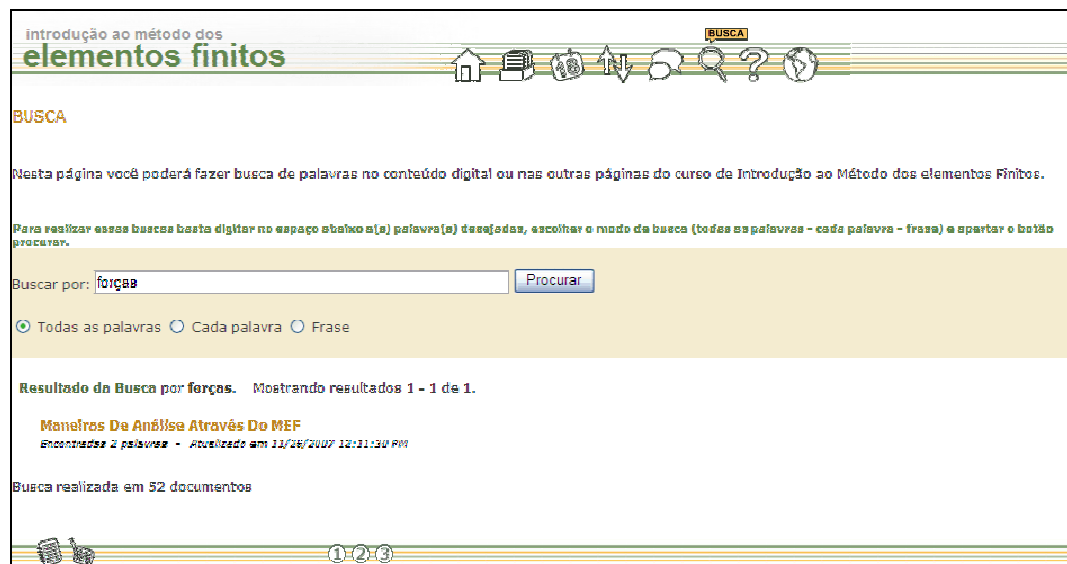 introdução ao método dos
elementos finitos
BUSCA
18
BUSCA
Nesta página você poderá fazer busca de palavras no conteúdo digital ou nas outras páginas do curso de Introdução ao Método dos elementos Finitos.
Para realizar essas buscas basta digitar no espaço abaixo a(s) palavra(s) desejadas, escolher o modo de busca (todas as palavras - cada palavra - frase) e apertar o botão
procurar.
Buscar por: forças Procurar
Todas as palavras Cada palavra Frase
Resultado da Busca por forças. Mostrando resultados 1 - 1 de 1.
Maneiras De Análise Através Do MEF
Encontradas 2 palavras - Atualizado em 11/26/2007 12:11:30 PM
Busca realizada em 52 documentos
1 2 3